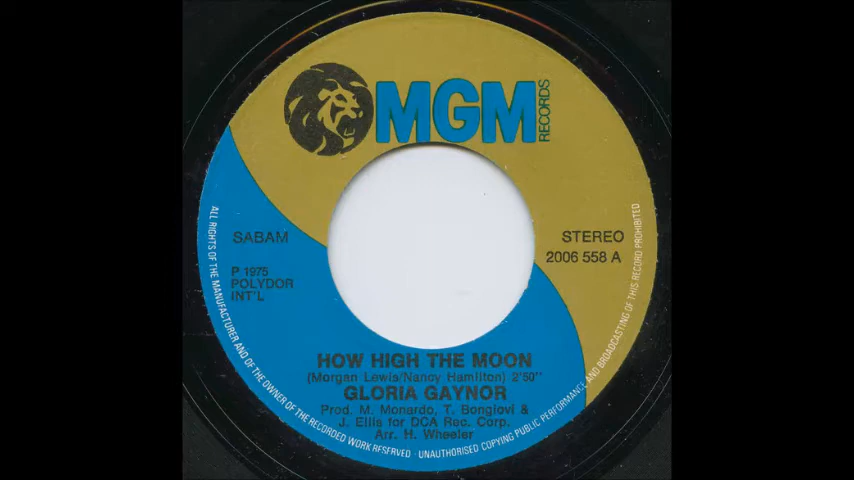 MGM RECORDS
SABAM
STEREO
2006 558 A
P 1975
POLYDOR
INT'L
HOW HIGH THE MOON
(Morgan Lewis/Nancy Hamilton) 2'50"
GLORIA GAYNOR
Prod. M. Monardo, T. Bongiovi &
J. Ellis for DCA Rec. Corp.
Arr. H. Wheeler
ALL RIGHTS OF THE MANUFACTURER AND OF THE OWNER OF THE RECORDED WORK RESERVED · UNAUTHORISED COPYING PUBLIC PERFORMANCE AND BROADCASTING OF THIS RECORD PROHIBITED